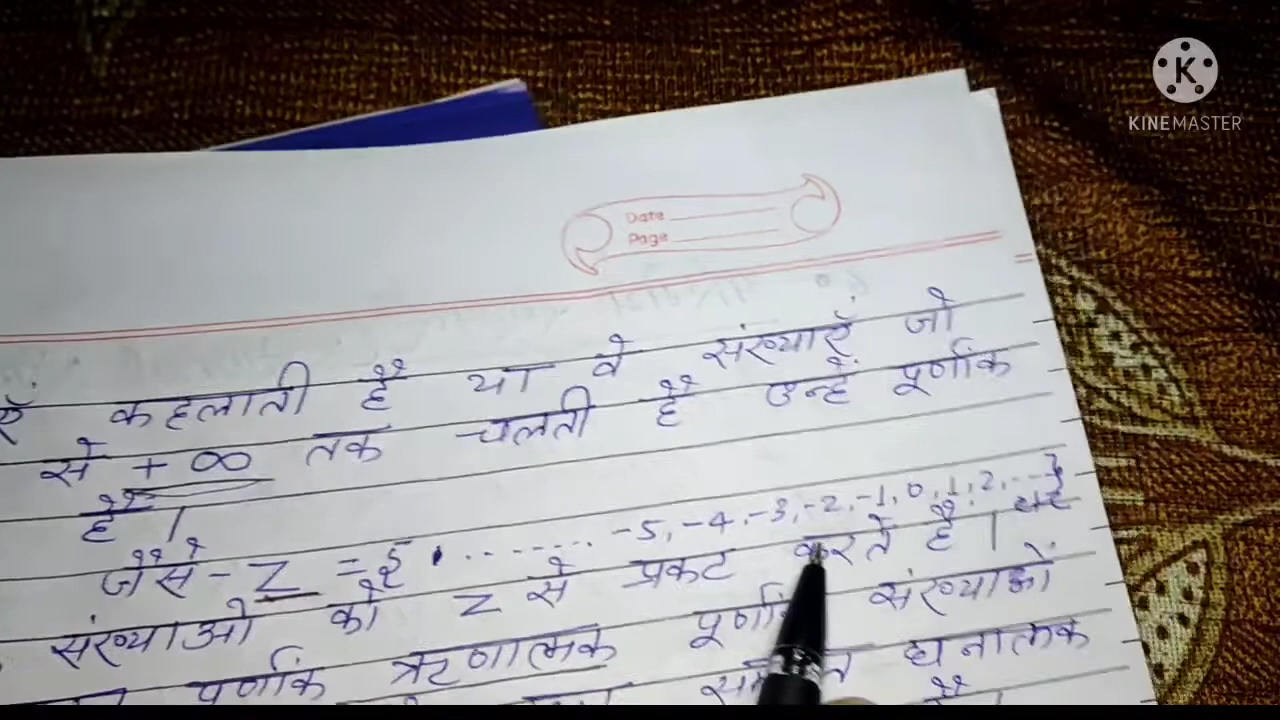 KINEMASTER
Date
Page
कहलाती हैं या वे संख्याएँ जो
से + ∞ तक चलती हैं उन्हें पूर्णांक
हैं।
जैसे - Z = { ....... -5, -4, -3, -2, -1, 0, 1, 2, ... }
संख्याओं को Z से प्रकट करते हैं। यह
पूर्णांक ऋणात्मक संख्याओं
धनात्मक